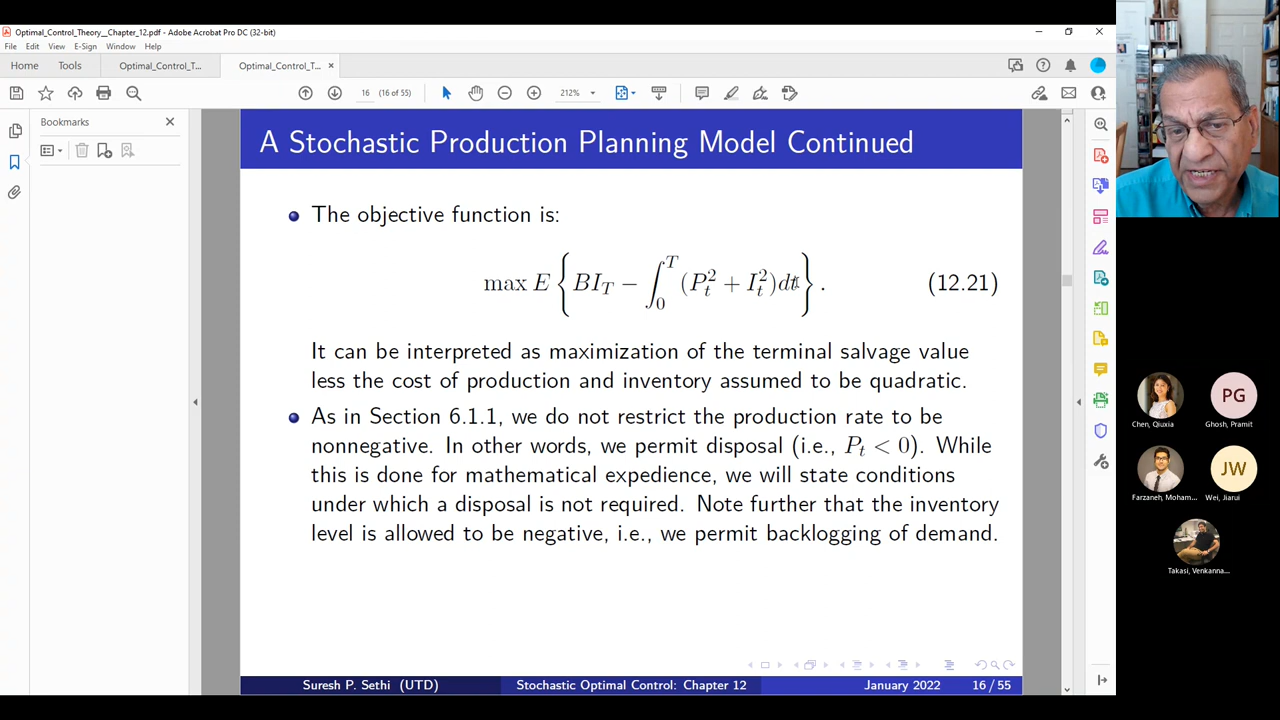 Optimal_Control_Theory__Chapter_12.pdf - Adobe Acrobat Pro DC (32-bit)
File Edit View E-Sign Window Help
Home Tools Optimal_Control_T... Optimal_Control_T... ×
16 (16 of 55) 212%
Bookmarks
A Stochastic Production Planning Model Continued
The objective function is:
max E { BI_T − ∫_0^T (P_t^2 + I_t^2)dt } . (12.21)
It can be interpreted as maximization of the terminal salvage value
less the cost of production and inventory assumed to be quadratic.
As in Section 6.1.1, we do not restrict the production rate to be
nonnegative. In other words, we permit disposal (i.e., P_t < 0). While
this is done for mathematical expedience, we will state conditions
under which a disposal is not required. Note further that the inventory
level is allowed to be negative, i.e., we permit backlogging of demand.
Suresh P. Sethi (UTD) Stochastic Optimal Control: Chapter 12 January 2022 16 / 55
PG
Chen, Qiuxia Ghosh, Pramit
JW
Farzaneh, Moham... Wei, Jiarui
Takasi, Venkanna...